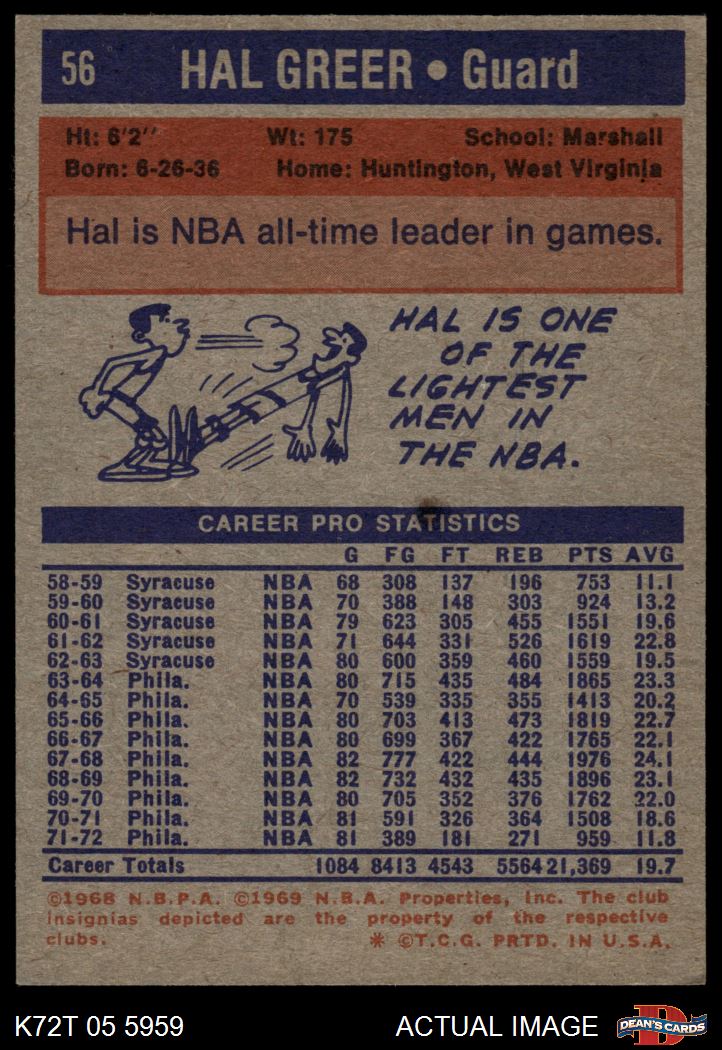 56 HAL GREER • Guard
Ht: 6'2'' Wt: 175 School: Marshall
Born: 6-26-36 Home: Huntington, West Virginia
Hal is NBA all-time leader in games.
HAL IS ONE
OF THE
LIGHTEST
MEN IN
THE NBA.
CAREER PRO STATISTICS
G FG FT REB PTS AVG
58-59 Syracuse NBA 68 308 137 196 753 11.1
59-60 Syracuse NBA 70 388 148 303 924 13.2
60-61 Syracuse NBA 79 623 305 455 1551 19.6
61-62 Syracuse NBA 71 644 331 526 1619 22.8
62-63 Syracuse NBA 80 600 359 460 1559 19.5
63-64 Phila. NBA 80 715 435 484 1865 23.3
64-65 Phila. NBA 70 539 335 355 1413 20.2
65-66 Phila. NBA 80 703 413 473 1819 22.7
66-67 Phila. NBA 80 699 367 422 1765 22.1
67-68 Phila. NBA 82 777 422 444 1976 24.1
68-69 Phila. NBA 82 732 432 435 1896 23.1
69-70 Phila. NBA 80 705 352 376 1762 22.0
70-71 Phila. NBA 81 591 326 364 1508 18.6
71-72 Phila. NBA 81 389 181 271 959 11.8
Career Totals 1084 8413 4543 5564 21,369 19.7
©1968 N.B.P.A. ©1969 N.B.A. Properties, Inc. The club
insignias depicted are the property of the respective
clubs. * ©T.C.G. PRTD. IN U.S.A.
K72T 05 5959 ACTUAL IMAGE D DEAN'S CARDS